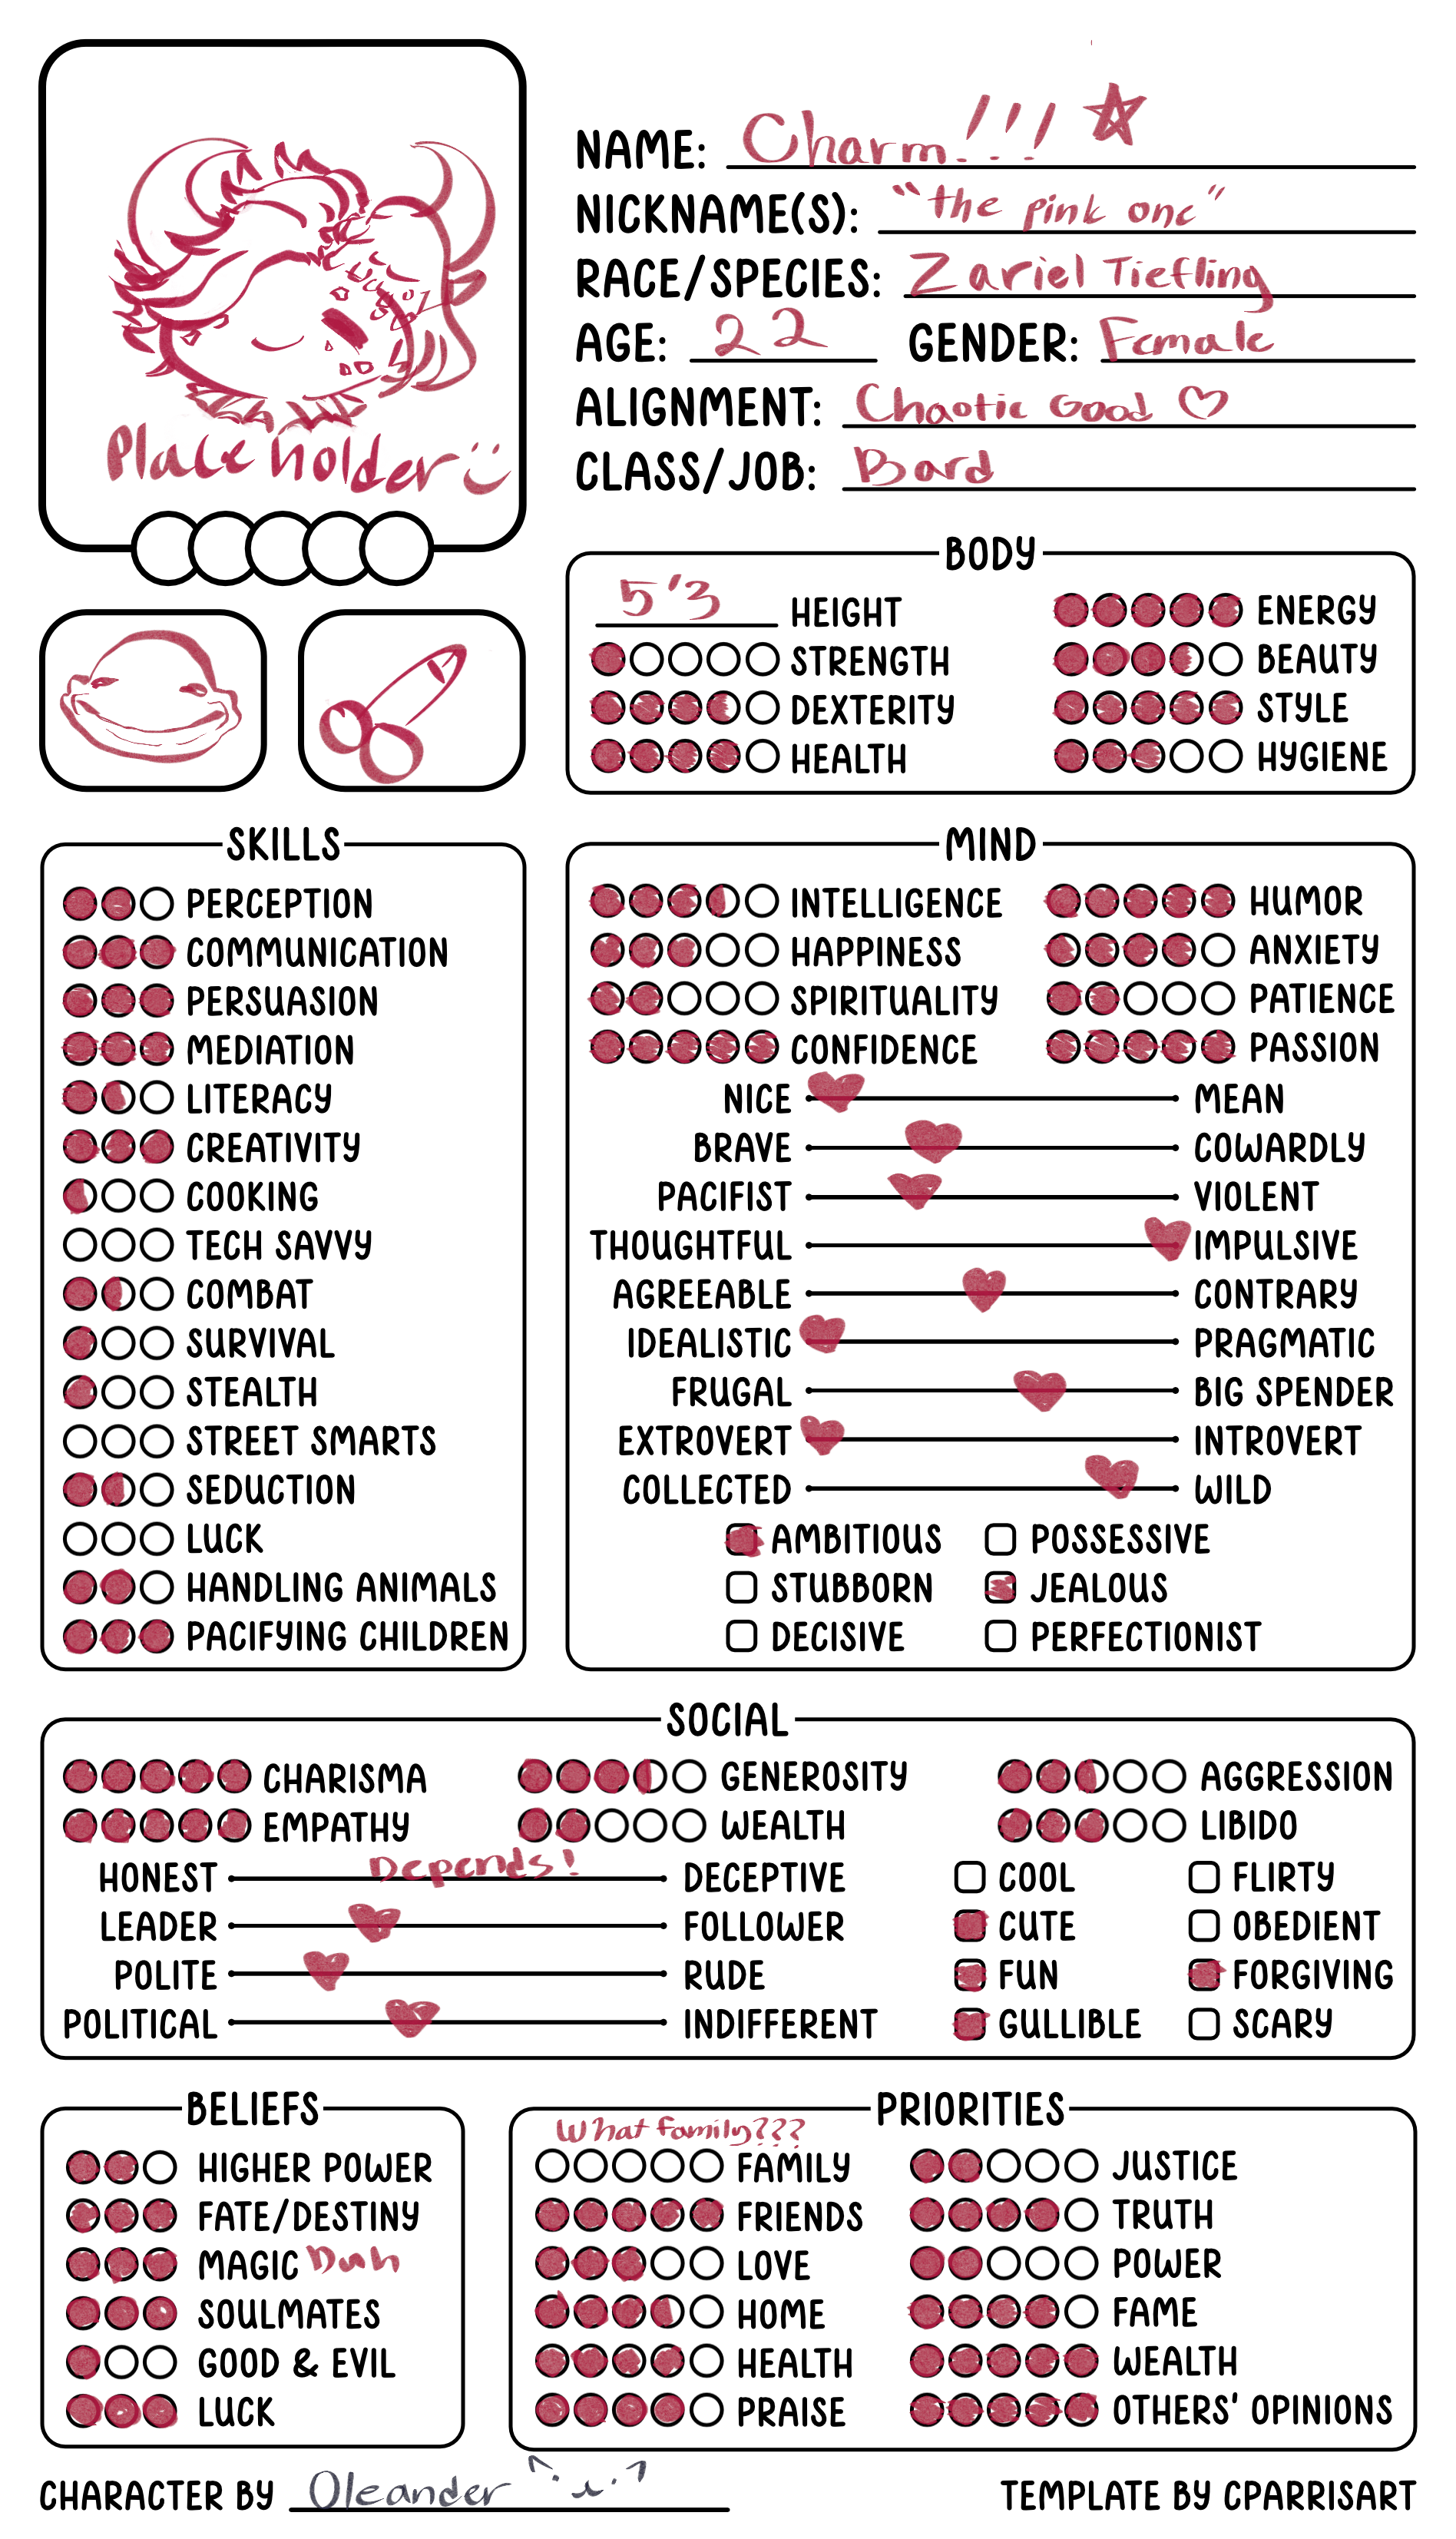 NAME: Charm!!!
NICKNAME(S): "the pink one"
RACE/SPECIES: Zariel Tiefling
AGE: 22 GENDER: Female
ALIGNMENT: Chaotic Good
CLASS/JOB: Bard
Place holder
BODY
5'3 HEIGHT ENERGY
STRENGTH BEAUTY
DEXTERITY STYLE
HEALTH HYGIENE
SKILLS
PERCEPTION
COMMUNICATION
PERSUASION
MEDIATION
LITERACY
CREATIVITY
COOKING
TECH SAVVY
COMBAT
SURVIVAL
STEALTH
STREET SMARTS
SEDUCTION
LUCK
HANDLING ANIMALS
PACIFYING CHILDREN
MIND
INTELLIGENCE HUMOR
HAPPINESS ANXIETY
SPIRITUALITY PATIENCE
CONFIDENCE PASSION
NICE MEAN
BRAVE COWARDLY
PACIFIST VIOLENT
THOUGHTFUL IMPULSIVE
AGREEABLE CONTRARY
IDEALISTIC PRAGMATIC
FRUGAL BIG SPENDER
EXTROVERT INTROVERT
COLLECTED WILD
AMBITIOUS POSSESSIVE
STUBBORN JEALOUS
DECISIVE PERFECTIONIST
SOCIAL
CHARISMA GENEROSITY AGGRESSION
EMPATHY WEALTH LIBIDO
HONEST Depends! DECEPTIVE COOL FLIRTY
LEADER FOLLOWER CUTE OBEDIENT
POLITE RUDE FUN FORGIVING
POLITICAL INDIFFERENT GULLIBLE SCARY
BELIEFS
HIGHER POWER
FATE/DESTINY
MAGIC Duh
SOULMATES
GOOD & EVIL
LUCK
PRIORITIES
What family???
FAMILY JUSTICE
FRIENDS TRUTH
LOVE POWER
HOME FAME
HEALTH WEALTH
PRAISE OTHERS' OPINIONS
CHARACTER BY Oleander TEMPLATE BY CPARRISART